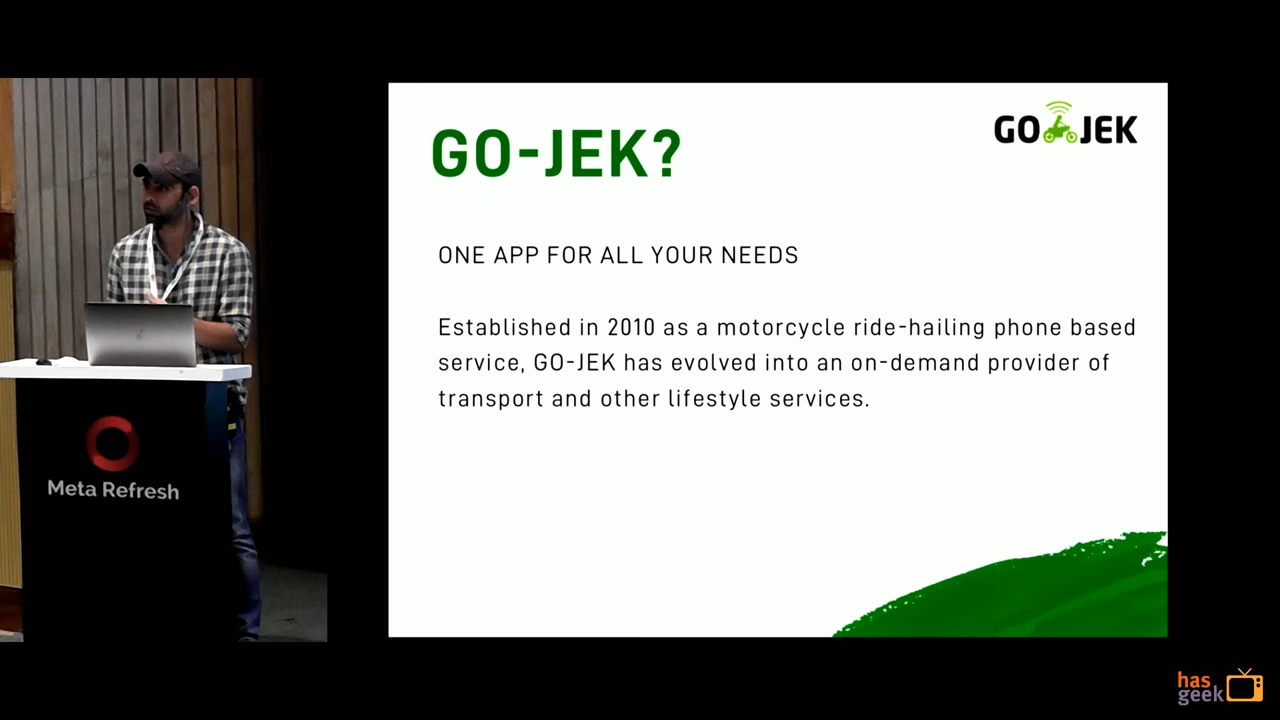 GO-JEK?
GO JEK
ONE APP FOR ALL YOUR NEEDS
Established in 2010 as a motorcycle ride-hailing phone based
service, GO-JEK has evolved into an on-demand provider of
transport and other lifestyle services.
Meta Refresh
has
geek